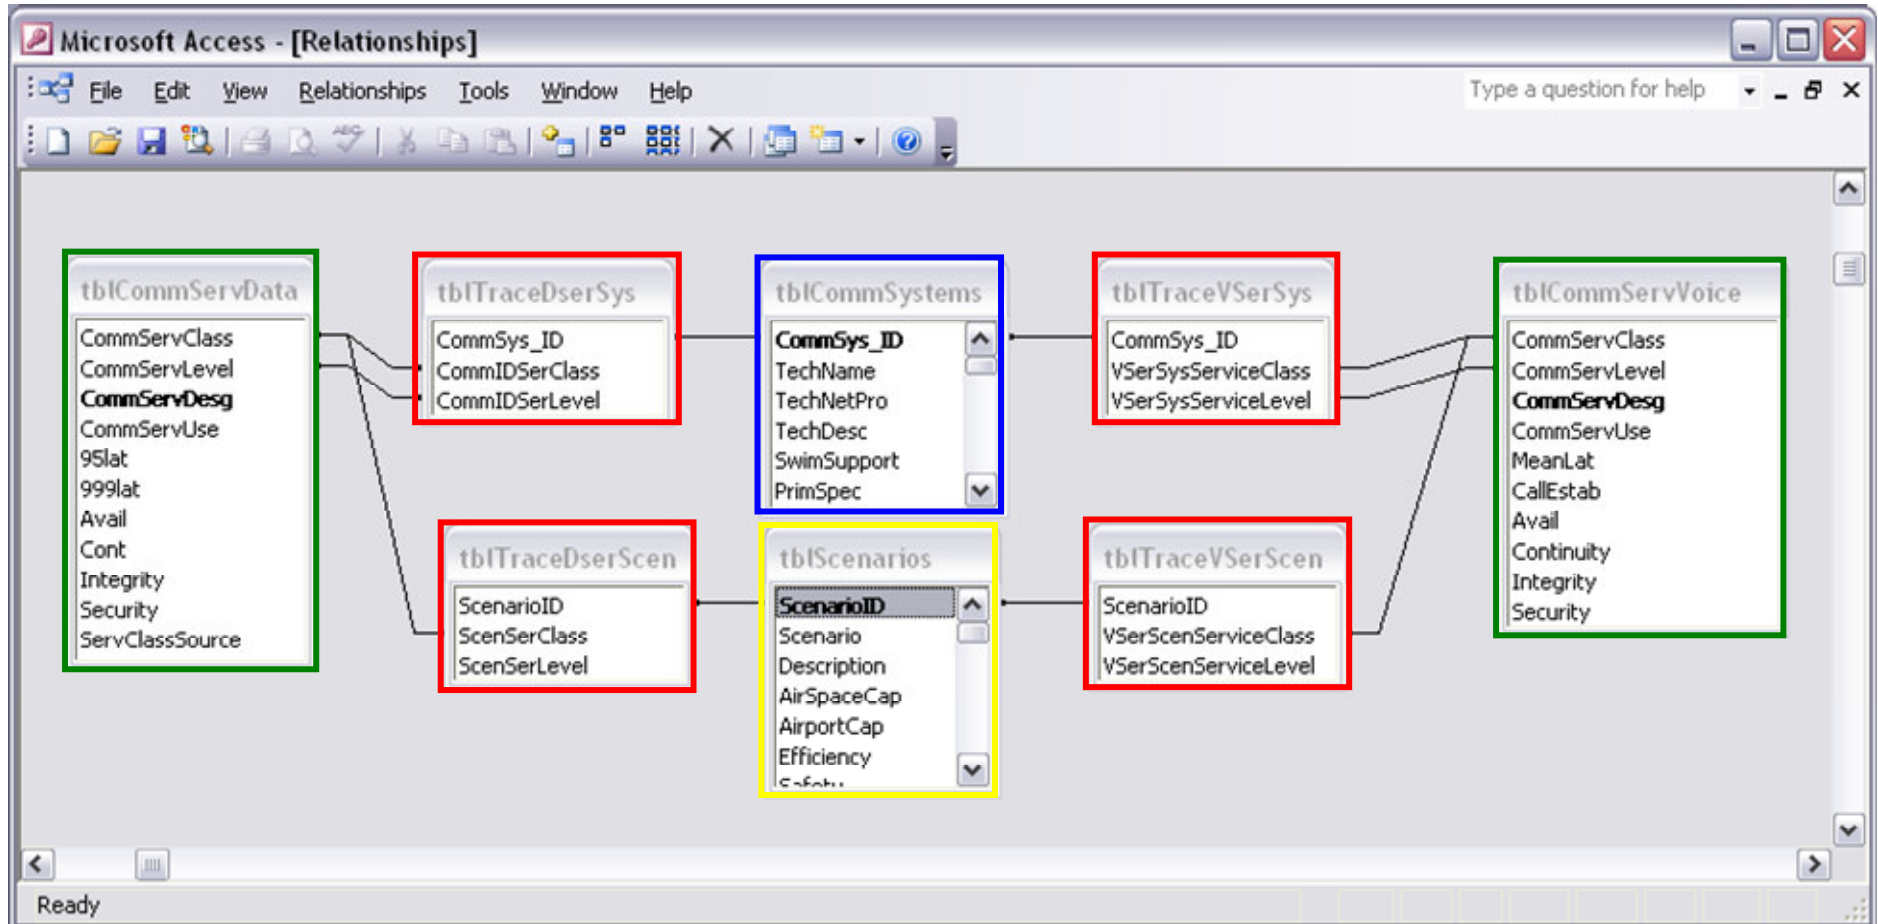 Microsoft Access - [Relationships]
File Edit View Relationships Tools Window Help
Type a question for help
tblCommServData
CommServClass
CommServLevel
CommServDesg
CommServUse
95lat
999lat
Avail
Cont
Integrity
Security
ServClassSource
tblTraceDserSys
CommSys_ID
CommIDSerClass
CommIDSerLevel
tblCommSystems
CommSys_ID
TechName
TechNetPro
TechDesc
SwimSupport
PrimSpec
tblTraceVSerSys
CommSys_ID
VSerSysServiceClass
VSerSysServiceLevel
tblCommServVoice
CommServClass
CommServLevel
CommServDesg
CommServUse
MeanLat
CallEstab
Avail
Continuity
Integrity
Security
tblTraceDserScen
ScenarioID
ScenSerClass
ScenSerLevel
tblScenarios
ScenarioID
Scenario
Description
AirSpaceCap
AirportCap
Efficiency
Safety
tblTraceVSerScen
ScenarioID
VSerScenServiceClass
VSerScenServiceLevel
Ready